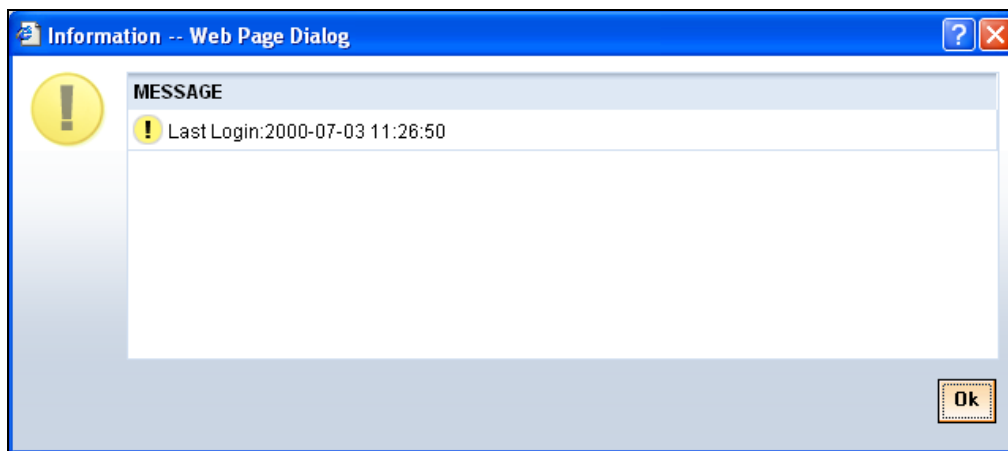 Information -- Web Page Dialog
MESSAGE
Last Login:2000-07-03 11:26:50
Ok